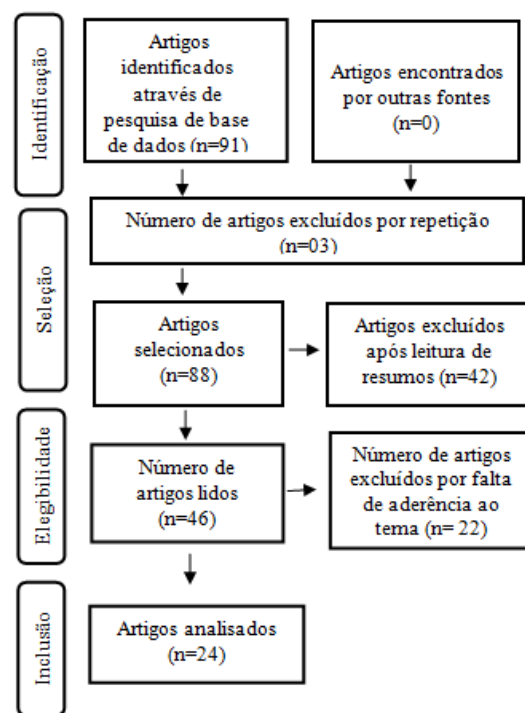 Identificação
Artigos
identificados
através de
pesquisa de base
de dados (n=91)
Artigos encontrados
por outras fontes
(n=0)
Seleção
Número de artigos excluídos por repetição
(n=03)
Artigos
selecionados
(n=88)
Artigos excluídos
após leitura de
resumos (n=42)
Elegibilidade
Número de
artigos lidos
(n=46)
Número de artigos
excluídos por falta
de aderência ao
tema (n= 22)
Inclusão
Artigos analisados
(n=24)